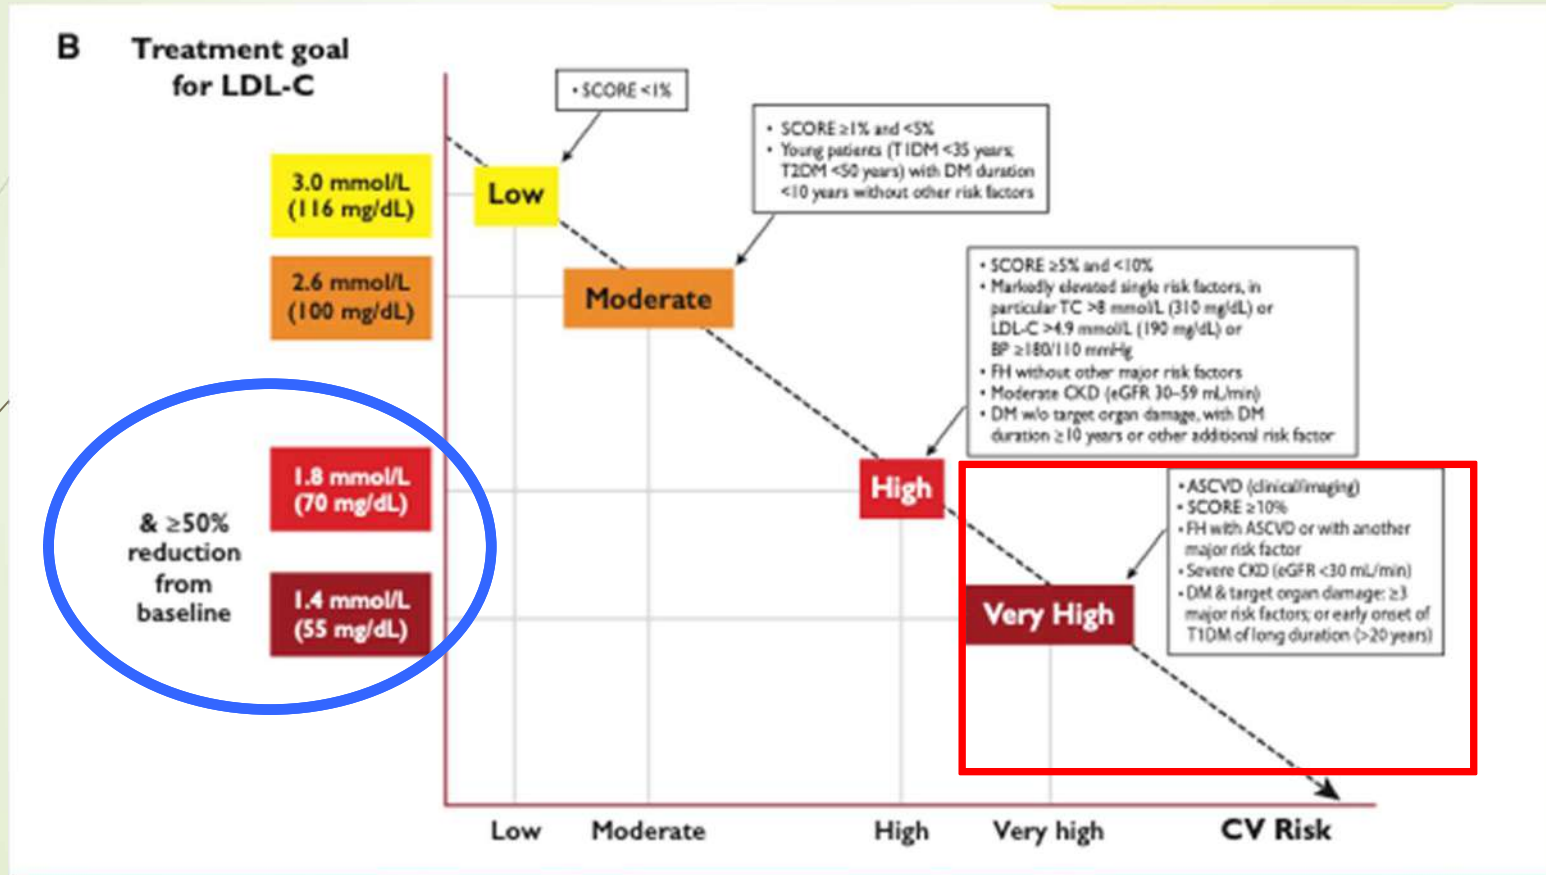 B
Treatment goal
for LDL-C
• SCORE <1%
• SCORE ≥1% and <5%
• Young patients (T1DM <35 years;
T2DM <50 years) with DM duration
<10 years without other risk factors
3.0 mmol/L
(116 mg/dL)
Low
2.6 mmol/L
(100 mg/dL)
Moderate
• SCORE ≥5% and <10%
• Markedly elevated single risk factors, in
particular TC >8 mmol/L (310 mg/dL) or
LDL-C >4.9 mmol/L (190 mg/dL) or
BP ≥180/110 mmHg
• FH without other major risk factors
• Moderate CKD (eGFR 30–59 mL/min)
• DM w/o target organ damage, with DM
duration ≥10 years or other additional risk factor
1.8 mmol/L
(70 mg/dL)
High
& ≥50%
reduction
from
baseline
1.4 mmol/L
(55 mg/dL)
Very High
• ASCVD (clinical/imaging)
• SCORE ≥10%
• FH with ASCVD or with another
major risk factor
• Severe CKD (eGFR <30 mL/min)
• DM & target organ damage: ≥3
major risk factors; or early onset of
T1DM of long duration (>20 years)
Low
Moderate
High
Very high
CV Risk